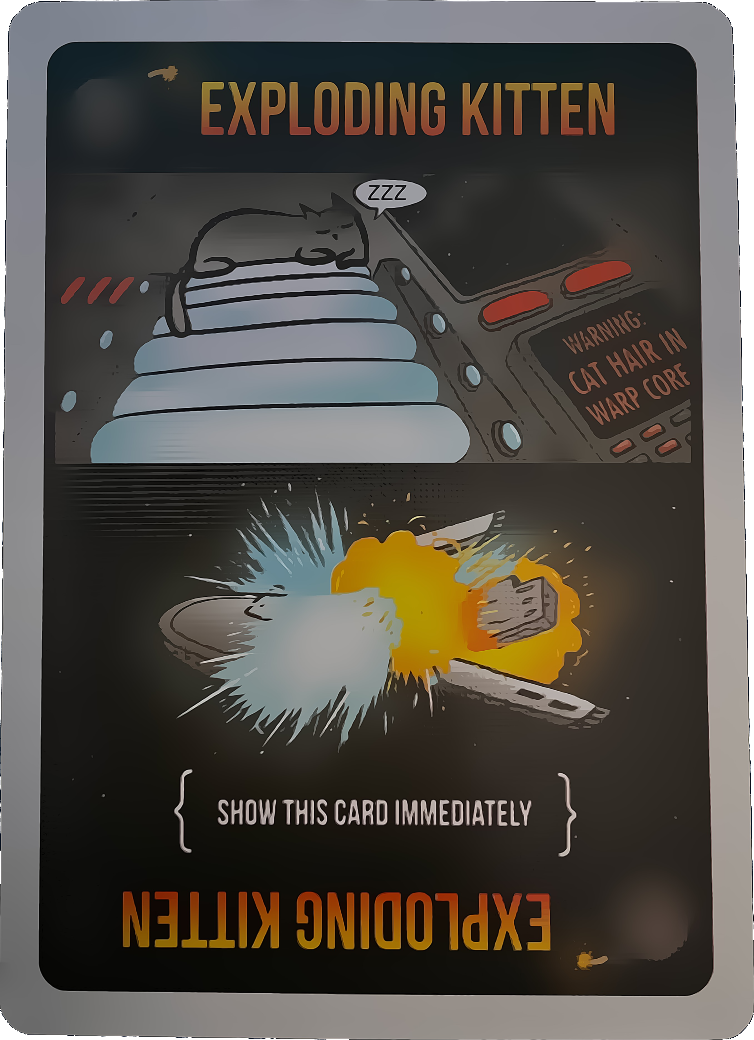 EXPLODING KITTEN
ZZZ
WARNING:
CAT HAIR IN
WARP CORE
SHOW THIS CARD IMMEDIATELY
EXPLODING KITTEN